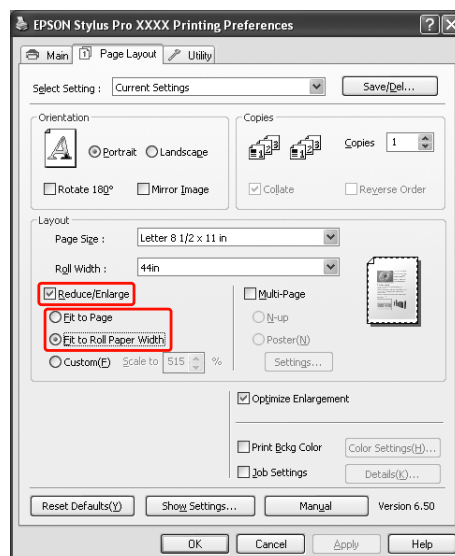 EPSON Stylus Pro XXXX Printing Preferences
Main Page Layout Utility
Select Setting : Current Settings Save/Del...
Orientation
Portrait Landscape
Rotate 180° Mirror Image
Copies
Copies 1
Collate Reverse Order
Layout
Page Size : Letter 8 1/2 x 11 in
Roll Width : 44in
Reduce/Enlarge
Fit to Page
Fit to Roll Paper Width
Custom(F) Scale to 515 %
Multi-Page
N-up
Poster(N)
Settings...
Optimize Enlargement
Print Bckg Color Color Settings(H)...
Job Settings Details(K)...
Reset Defaults(Y) Show Settings... Manual Version 6.50
OK Cancel Apply Help